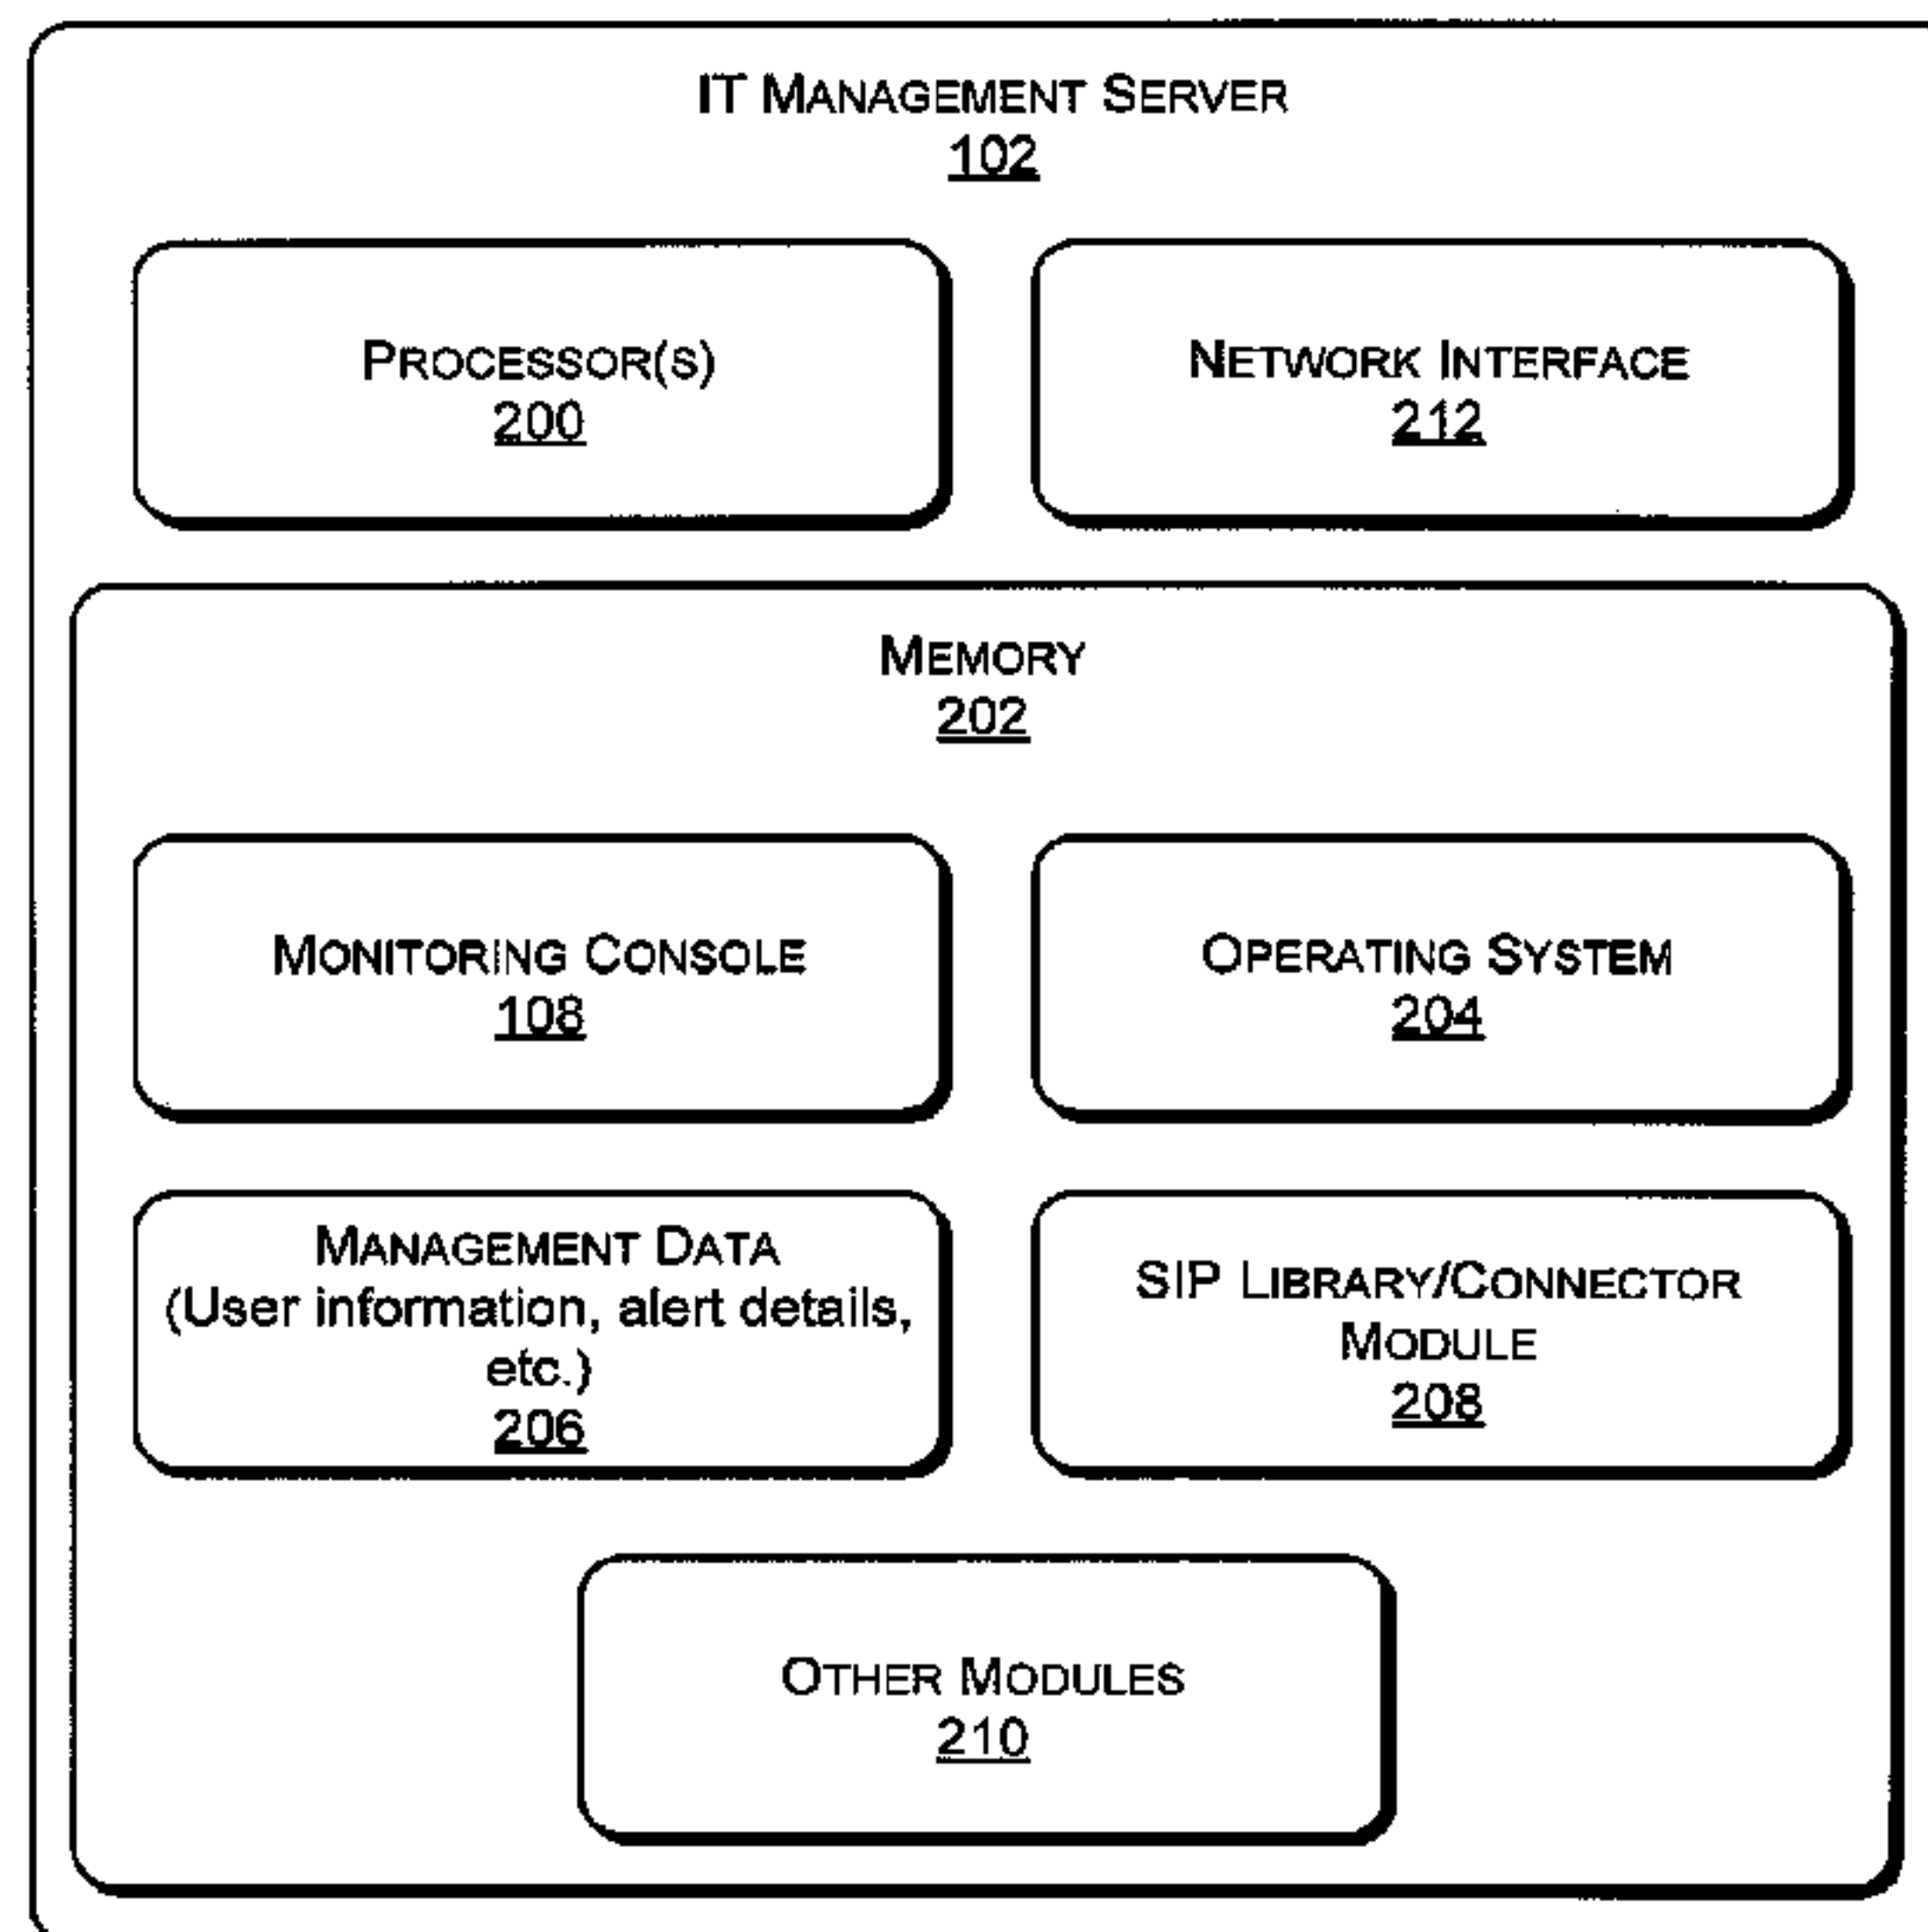 IT MANAGEMENT SERVER
102
PROCESSOR(S)
200
NETWORK INTERFACE
212
MEMORY
202
MONITORING CONSOLE
108
OPERATING SYSTEM
204
MANAGEMENT DATA
(User information, alert details,
etc.)
206
SIP LIBRARY/CONNECTOR
MODULE
208
OTHER MODULES
210